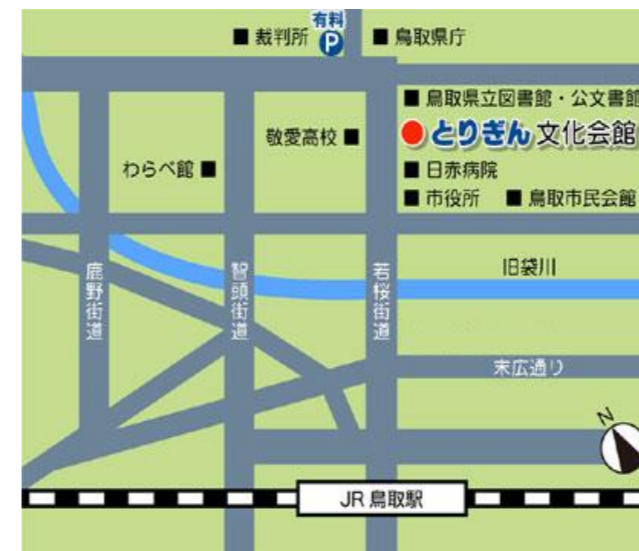 有料
P
■ 裁判所
■ 鳥取県庁
■ 鳥取県立図書館・公文書館
敬愛高校 ■
● とりぎん文化会館
わらべ館 ■
■ 日赤病院
■ 市役所 ■ 鳥取市民会館
旧袋川
鹿野街道
智頭街道
若桜街道
末広通り
N
JR 鳥取駅